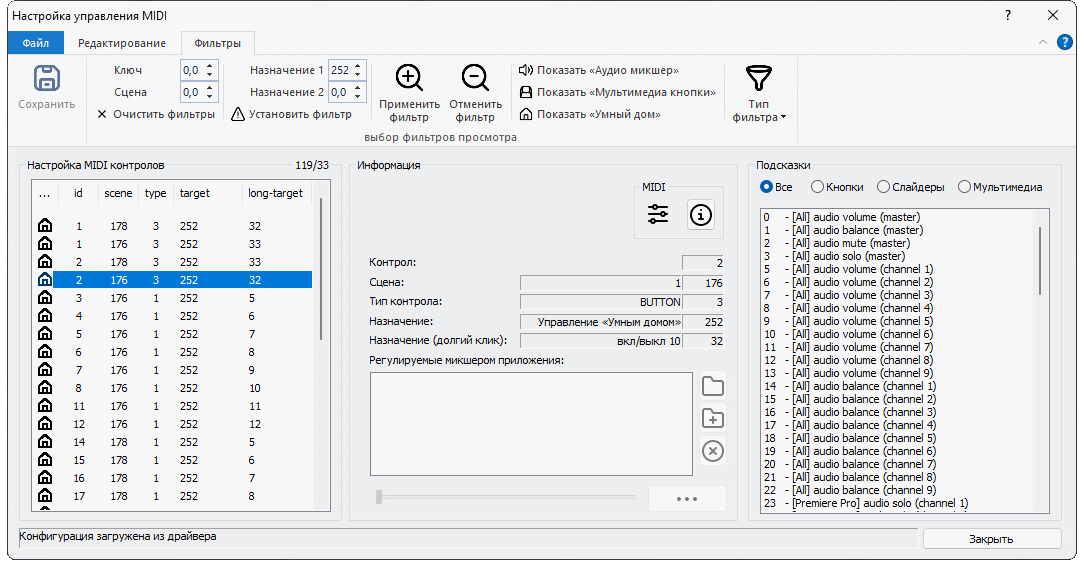 Настройка управления MIDI ?
Файл Редактирование Фильтры ?
Сохранить
Ключ 0,0 Назначение 1 252
Сцена 0,0 Назначение 2 0,0
Очистить фильтры Установить фильтр
Применить фильтр
Отменить фильтр
Показать «Аудио микшер»
Показать «Мультимедиа кнопки»
Показать «Умный дом»
Тип фильтра
выбор фильтров просмотра
Настройка MIDI контролов 119/33
... id scene type target long-target
1 178 3 252 32
1 176 3 252 33
2 178 3 252 33
2 176 3 252 32
3 176 1 252 5
4 176 1 252 6
5 176 1 252 7
6 176 1 252 8
7 176 1 252 9
8 176 1 252 10
11 176 1 252 11
12 176 1 252 12
14 178 1 252 5
15 178 1 252 6
16 178 1 252 7
17 178 1 252 8
Информация
MIDI
Контрол: 2
Сцена: 1 176
Тип контрола: BUTTON 3
Назначение: Управление «Умным домом» 252
Назначение (долгий клик): вкл/выкл 10 32
Регулируемые микшером приложения:
...
Подсказки
Все Кнопки Слайдеры Мультимедиа
0 - [All] audio volume (master)
1 - [All] audio balance (master)
2 - [All] audio mute (master)
3 - [All] audio solo (master)
5 - [All] audio volume (channel 1)
6 - [All] audio volume (channel 2)
7 - [All] audio volume (channel 3)
8 - [All] audio volume (channel 4)
9 - [All] audio volume (channel 5)
10 - [All] audio volume (channel 6)
11 - [All] audio volume (channel 7)
12 - [All] audio volume (channel 8)
13 - [All] audio volume (channel 9)
14 - [All] audio balance (channel 1)
15 - [All] audio balance (channel 2)
16 - [All] audio balance (channel 3)
17 - [All] audio balance (channel 4)
18 - [All] audio balance (channel 5)
19 - [All] audio balance (channel 6)
20 - [All] audio balance (channel 7)
21 - [All] audio balance (channel 8)
22 - [All] audio balance (channel 9)
23 - [Premiere Pro] audio solo (channel 1)
Конфигурация загружена из драйвера
Закрыть